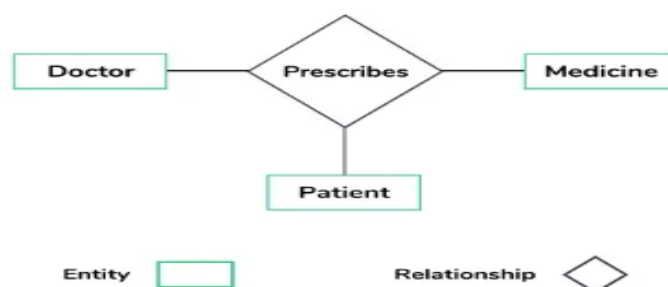 Doctor
Prescribes
Medicine
Patient
Entity
Relationship